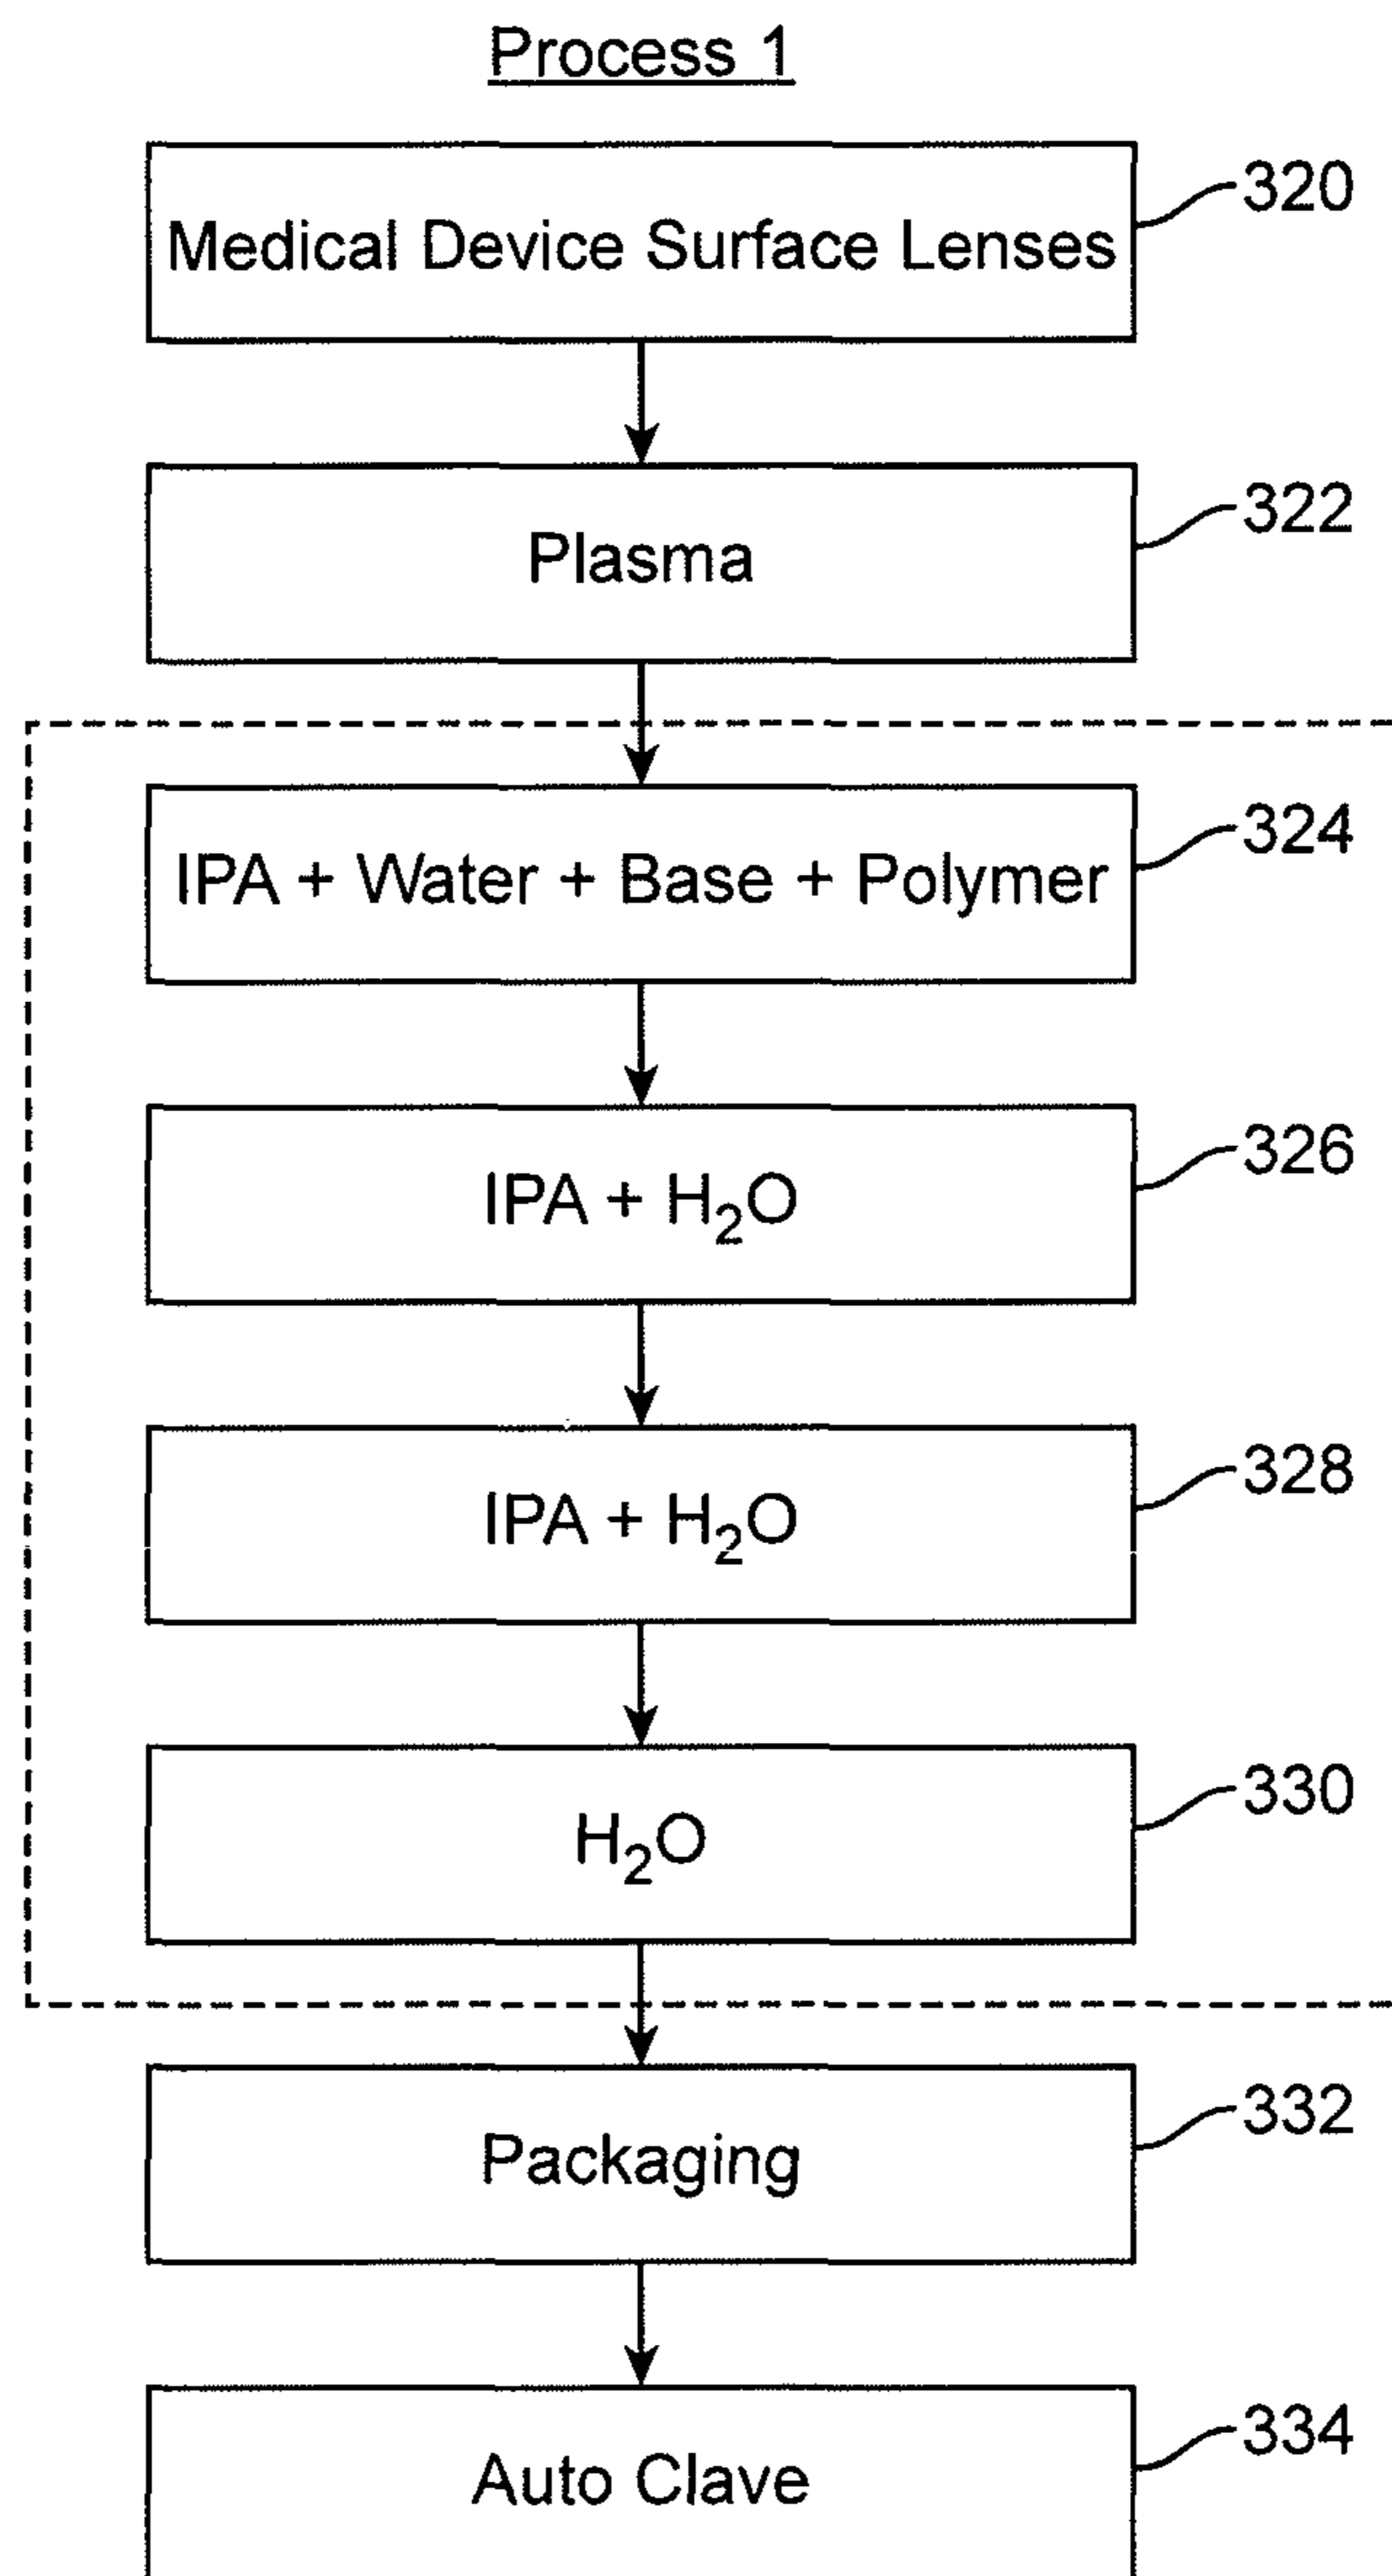 Process 1
Medical Device Surface Lenses
320
Plasma
322
IPA + Water + Base + Polymer
324
IPA + H₂O
326
IPA + H₂O
328
H₂O
330
Packaging
332
Auto Clave
334